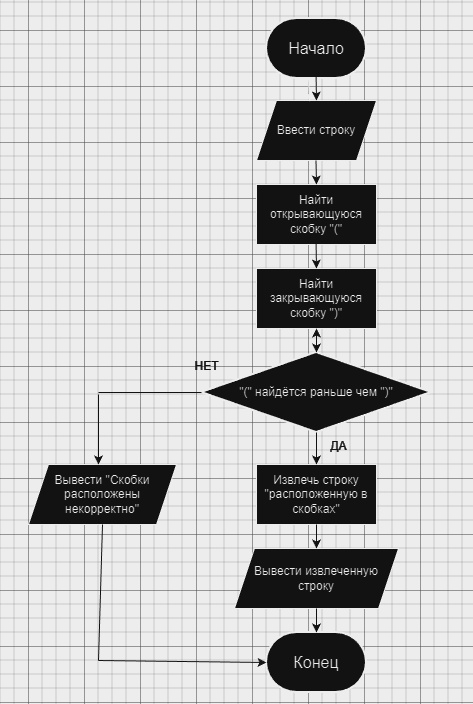 Начало
Ввести строку
Найти
открывающуюся
скобку "("
Найти
закрывающуюся
скобку ")"
НЕТ
"(" найдётся раньше чем ")"
ДА
Вывести "Скобки
расположены
некорректно"
Извлечь строку
"расположенную в
скобках"
Вывести извлеченную
строку
Конец